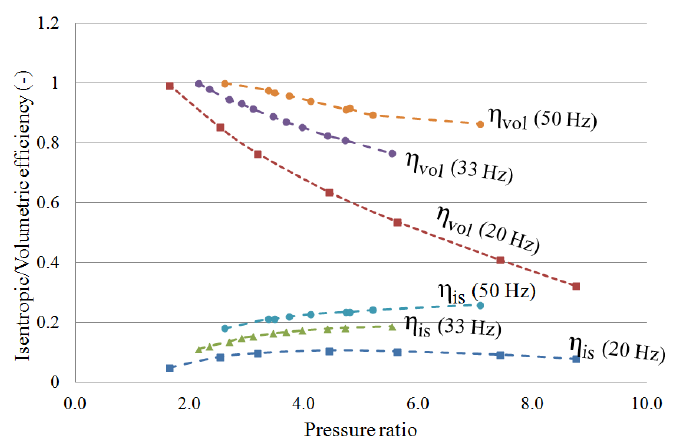 1.2
1
0.8
0.6
0.4
0.2
0
Isentropic/Volumetric efficiency (-)
ηvol (50 Hz)
ηvol (33 Hz)
ηvol (20 Hz)
ηis (50 Hz)
ηis (33 Hz)
ηis (20 Hz)
0.0 2.0 4.0 6.0 8.0 10.0
Pressure ratio